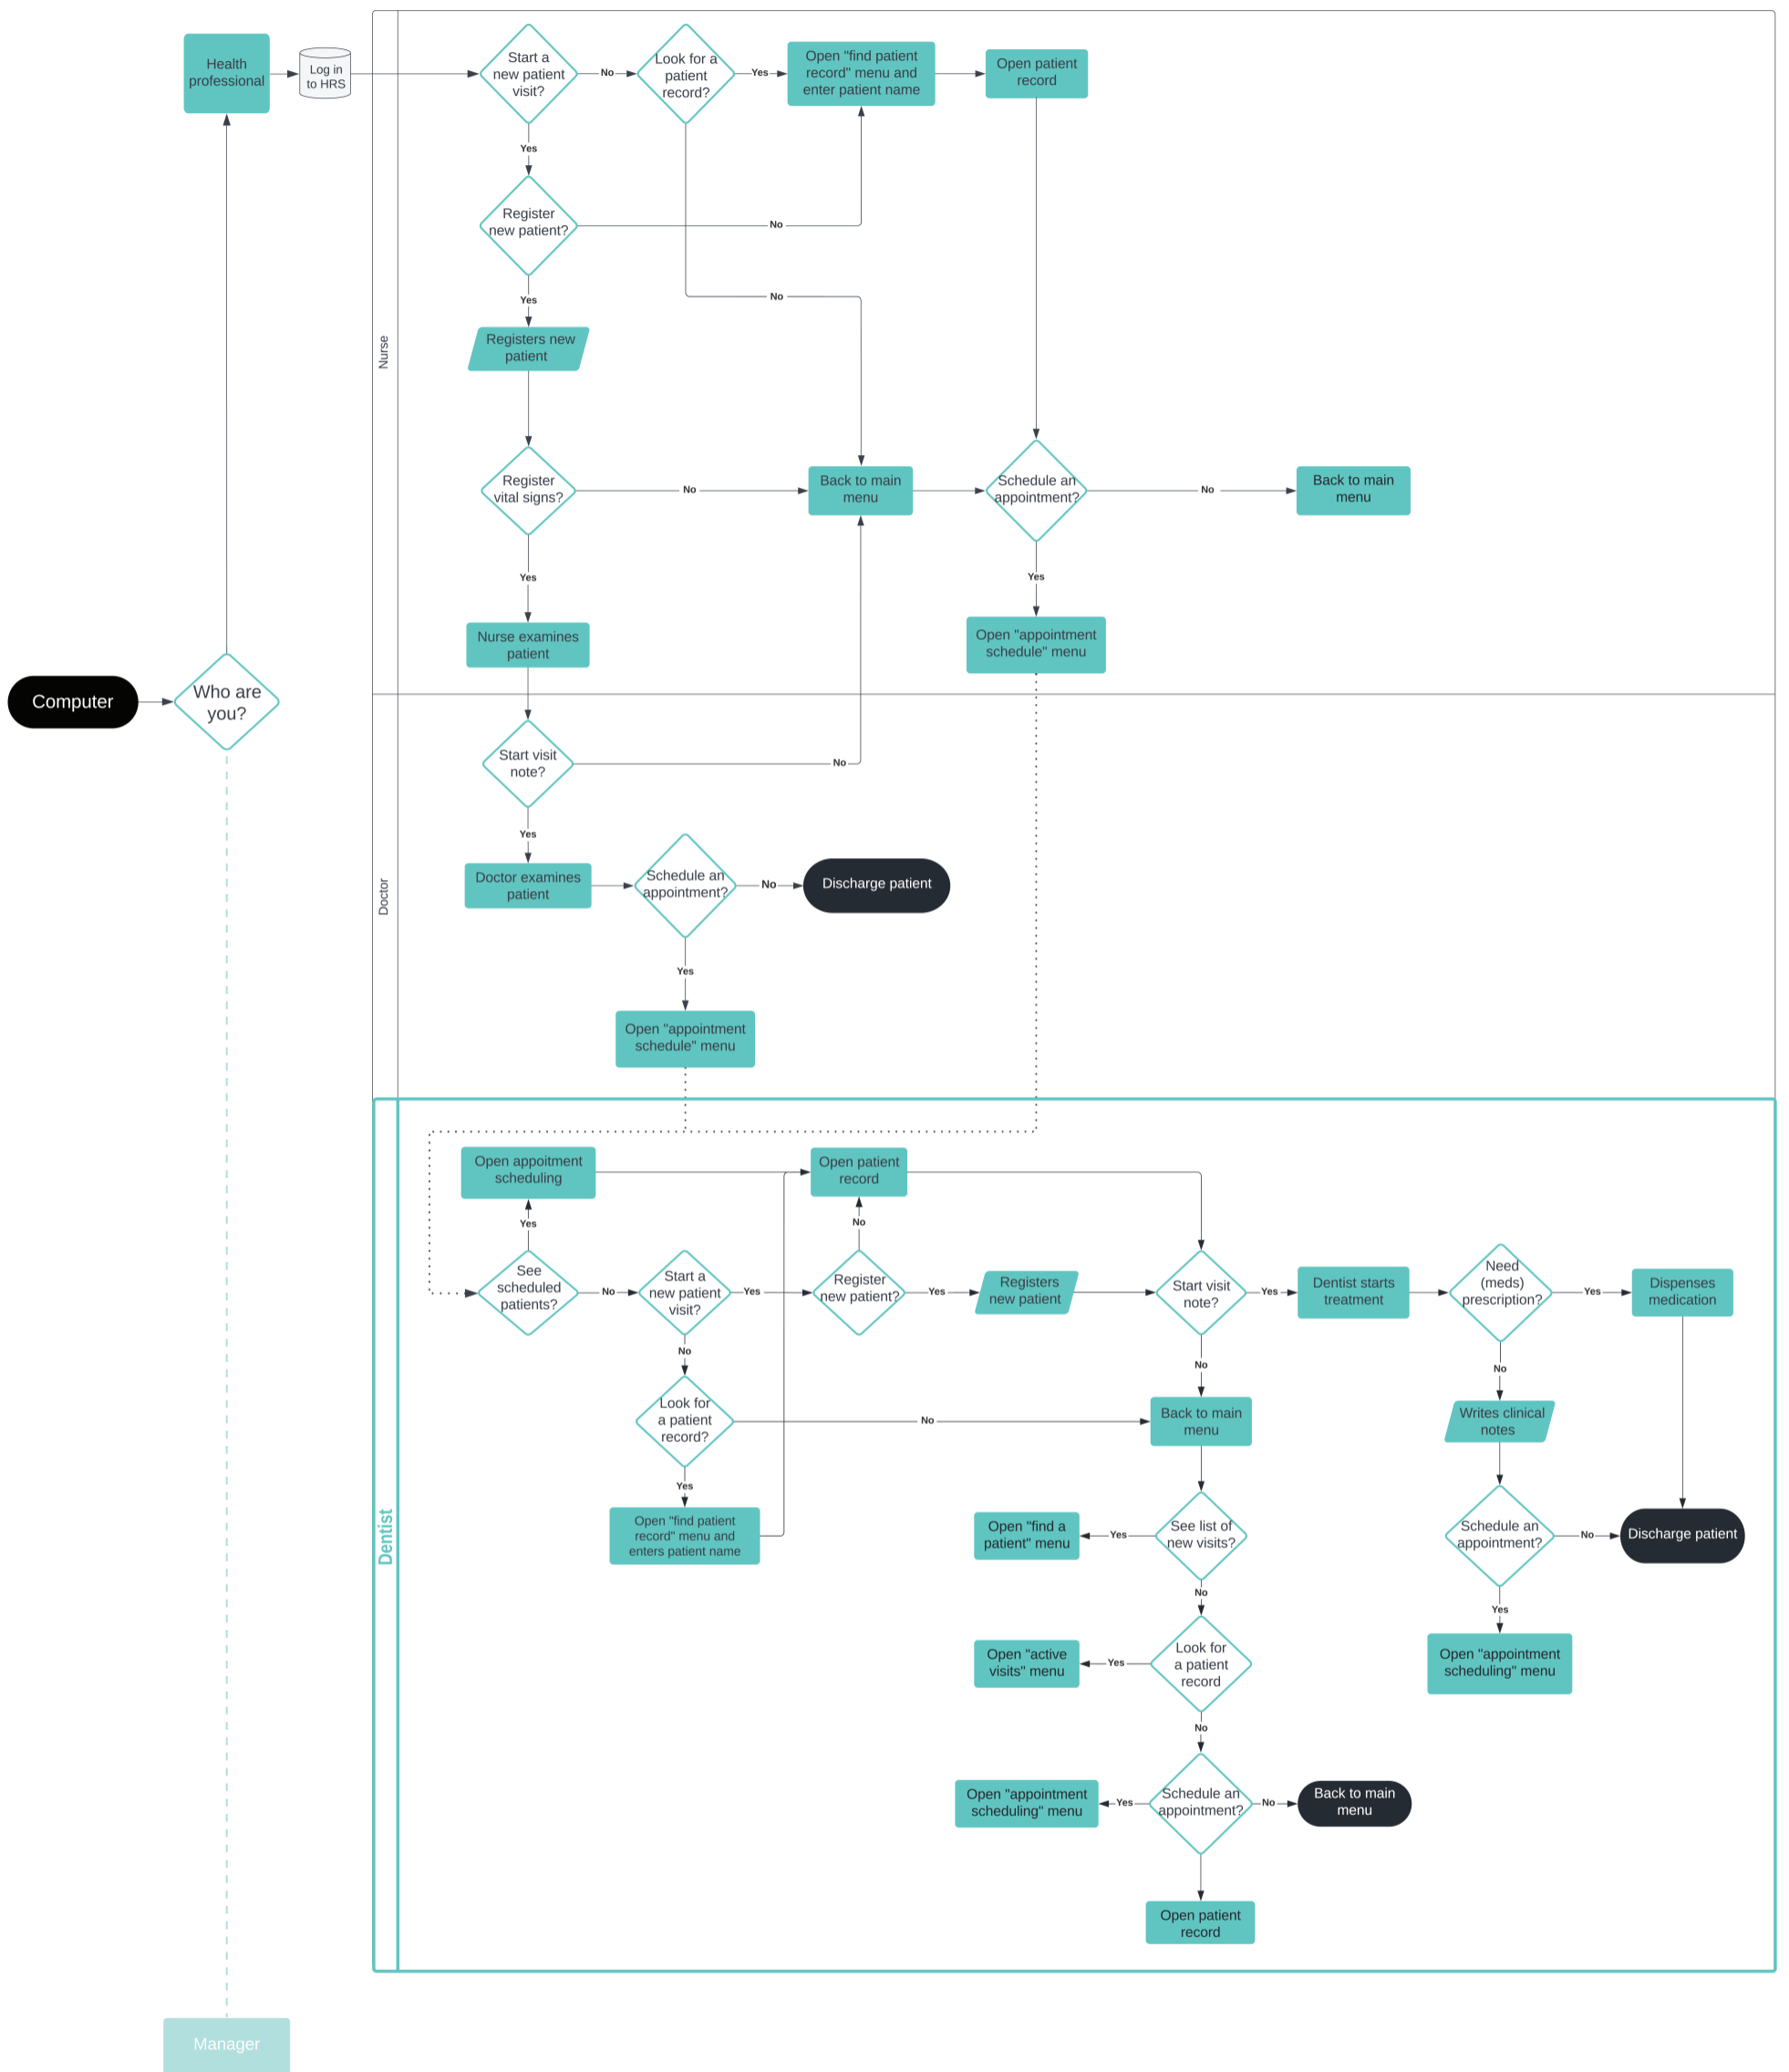 Health
professional
Log in
to HRS
Start a
new patient
visit?
No
Look for a
patient
record?
Yes
Open "find patient
record" menu and
enter patient name
Open patient
record
Yes
Register
new patient?
No
No
Yes
Registers new
patient
Nurse
Register
vital signs?
No
Back to main
menu
Schedule an
appointment?
No
Back to main
menu
Yes
Yes
Nurse examines
patient
Open "appointment
schedule" menu
Computer
Who are
you?
Start visit
note?
No
Yes
Doctor
Doctor examines
patient
Schedule an
appointment?
No
Discharge patient
Yes
Open "appointment
schedule" menu
Dentist
Open appoitment
scheduling
Open patient
record
Yes
No
See
scheduled
patients?
No
Start a
new patient
visit?
Yes
Register
new patient?
Yes
Registers
new patient
Start visit
note?
Yes
Dentist starts
treatment
Need
(meds)
prescription?
Yes
Dispenses
medication
No
No
No
Look for
a patient
record?
No
Back to main
menu
Writes clinical
notes
Yes
Open "find patient
record" menu and
enters patient name
Open "find a
patient" menu
Yes
See list of
new visits?
Schedule an
appointment?
No
Discharge patient
No
Yes
Open "active
visits" menu
Yes
Look for
a patient
record
Open "appointment
scheduling" menu
No
Open "appointment
scheduling" menu
Yes
Schedule an
appointment?
No
Back to main
menu
Open patient
record
Manager